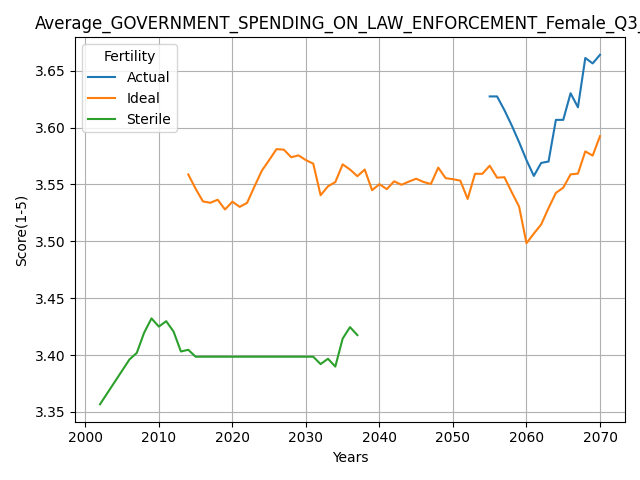 Average_GOVERNMENT_SPENDING_ON_LAW_ENFORCEMENT_Female_Q3_
Fertility
Actual
Ideal
Sterile
Score(1-5)
3.65
3.60
3.55
3.50
3.45
3.40
3.35
2000 2010 2020 2030 2040 2050 2060 2070
Years